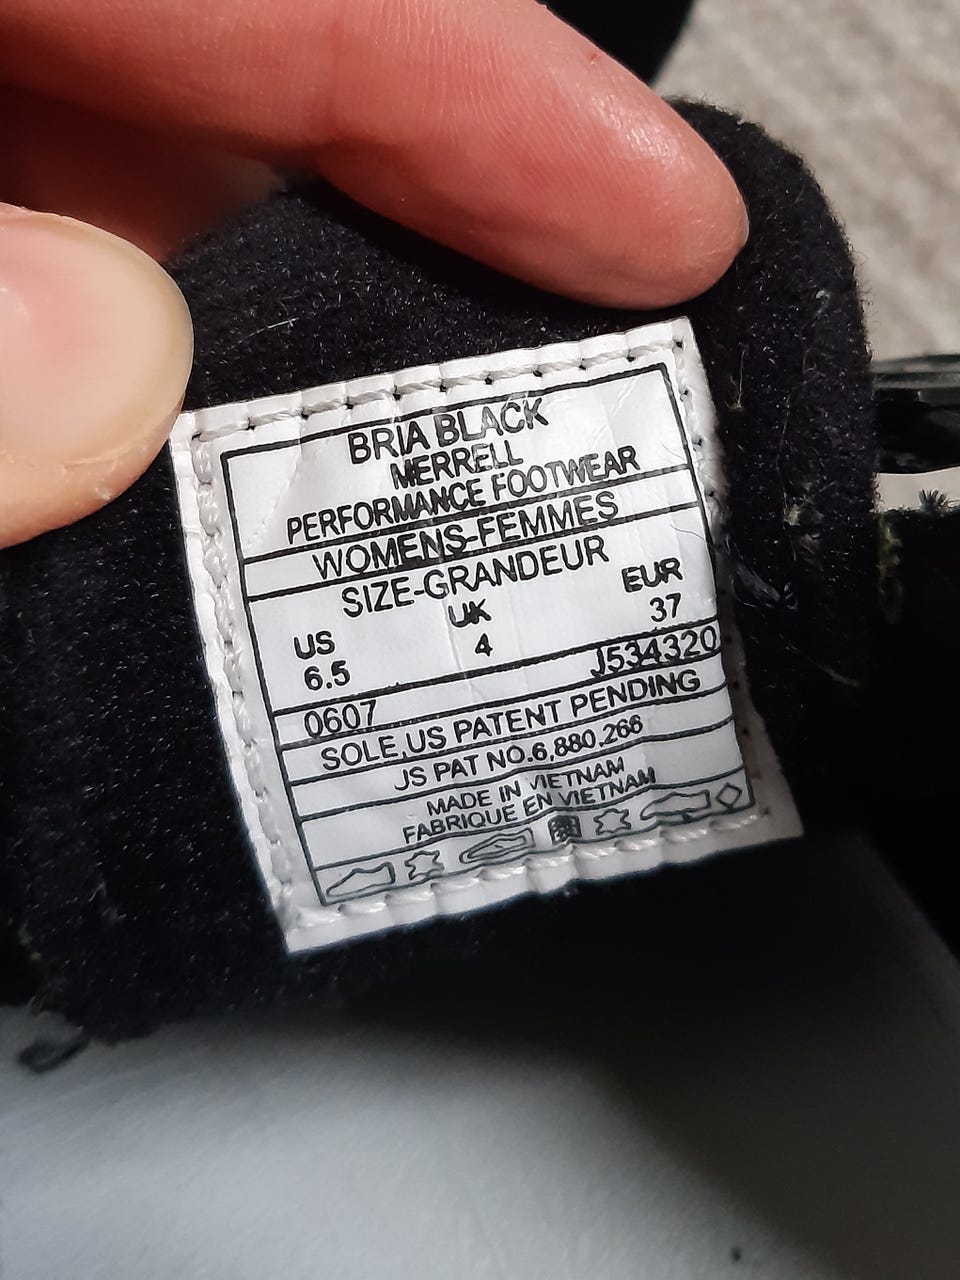 BRIA BLACK
MERRELL
PERFORMANCE FOOTWEAR
WOMENS-FEMMES
SIZE-GRANDEUR
US UK EUR
6.5 4 37
0607 J534320
SOLE,US PATENT PENDING
JS PAT NO.6,880,266
MADE IN VIETNAM
FABRIQUE EN VIETNAM